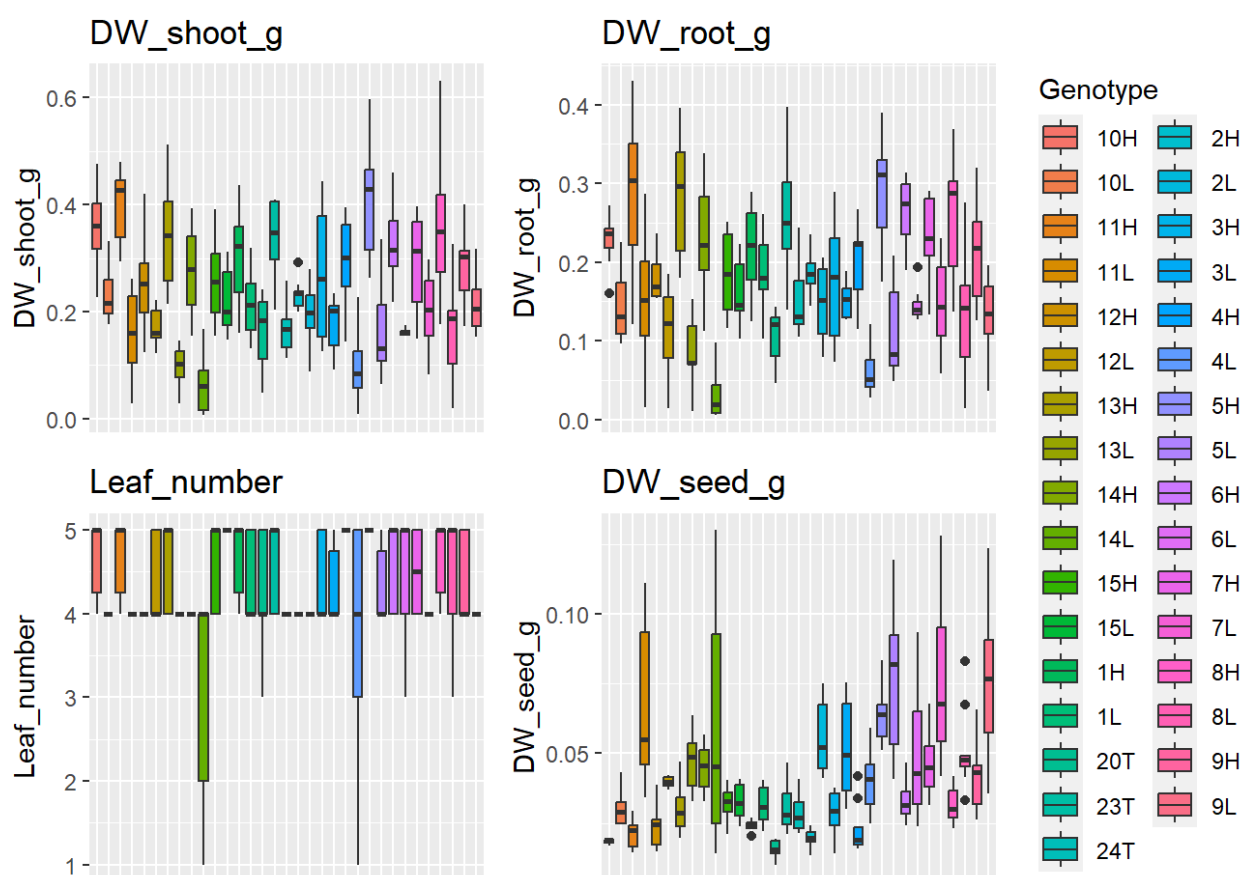 DW_shoot_g
DW_shoot_g
0.6
0.4
0.2
0.0
DW_root_g
DW_root_g
0.4
0.3
0.2
0.1
0.0
Leaf_number
Leaf_number
5
4
3
2
1
DW_seed_g
DW_seed_g
0.10
0.05
Genotype
10H
10L
11H
11L
12H
12L
13H
13L
14H
14L
15H
15L
1H
1L
20T
23T
24T
2H
2L
3H
3L
4H
4L
5H
5L
6H
6L
7H
7L
8H
8L
9H
9L